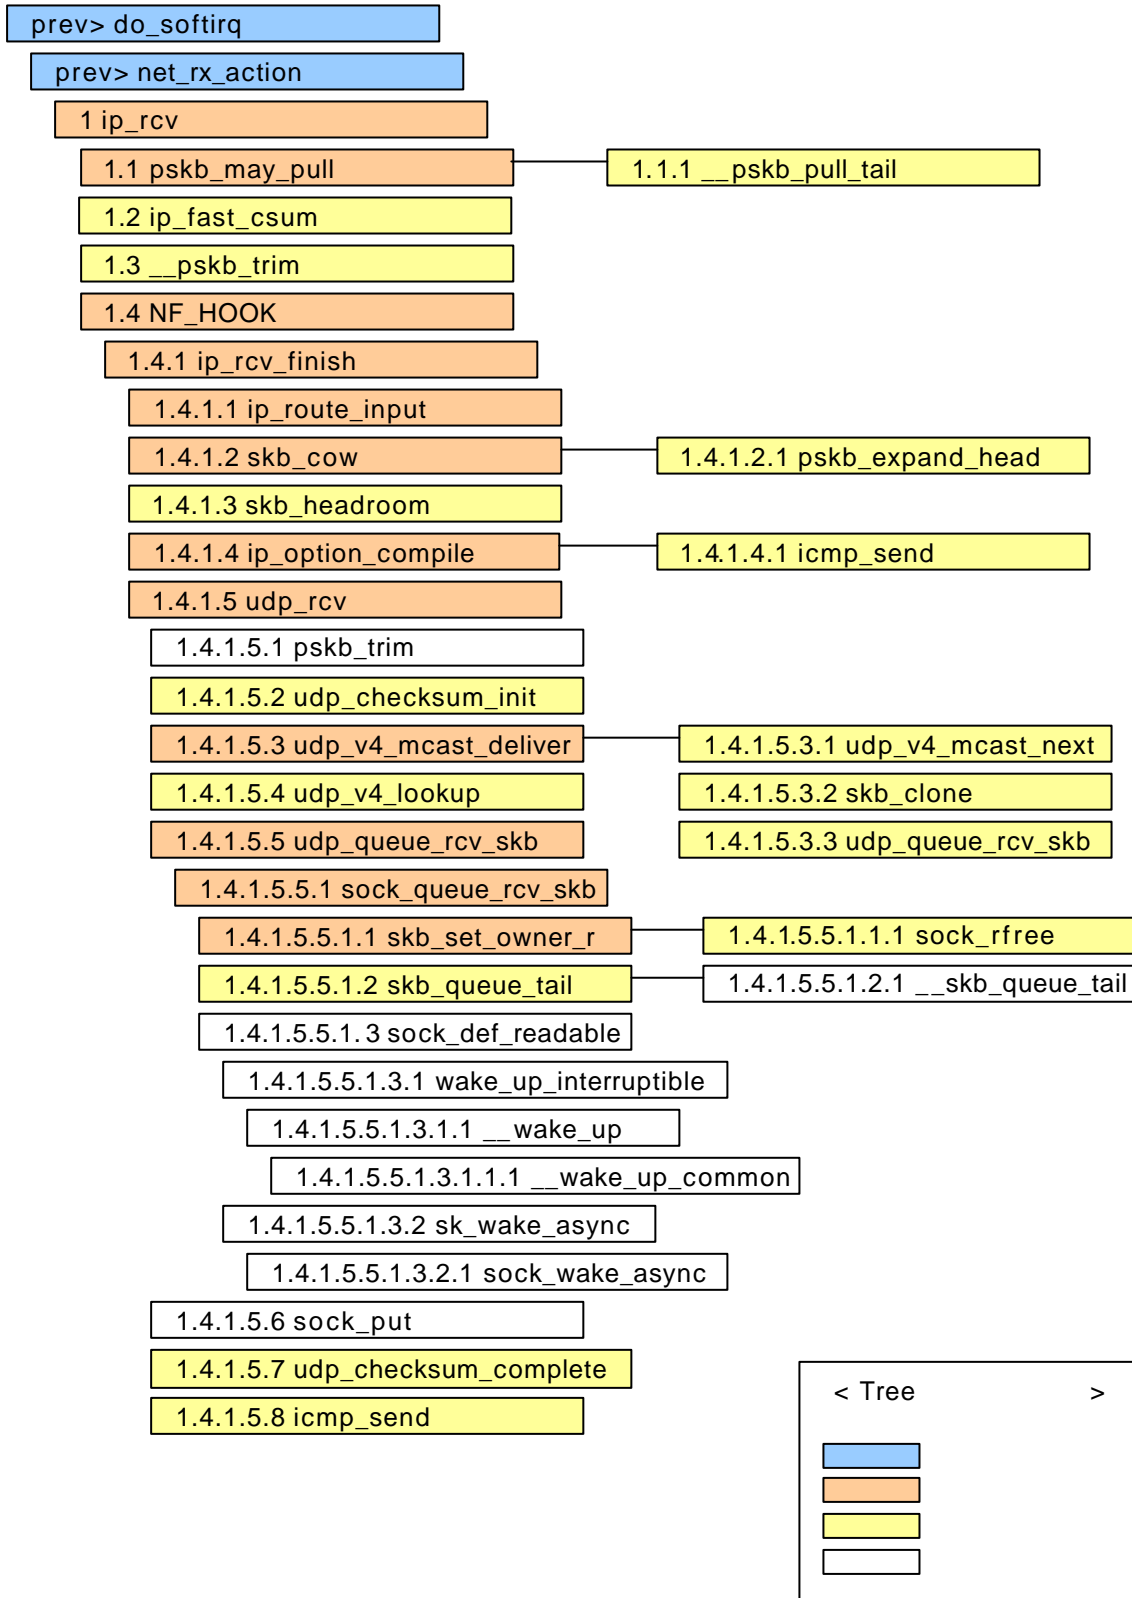 prev> do_softirq
prev> net_rx_action
1 ip_rcv
1.1 pskb_may_pull
1.1.1 __pskb_pull_tail
1.2 ip_fast_csum
1.3 __pskb_trim
1.4 NF_HOOK
1.4.1 ip_rcv_finish
1.4.1.1 ip_route_input
1.4.1.2 skb_cow
1.4.1.2.1 pskb_expand_head
1.4.1.3 skb_headroom
1.4.1.4 ip_option_compile
1.4.1.4.1 icmp_send
1.4.1.5 udp_rcv
1.4.1.5.1 pskb_trim
1.4.1.5.2 udp_checksum_init
1.4.1.5.3 udp_v4_mcast_deliver
1.4.1.5.3.1 udp_v4_mcast_next
1.4.1.5.4 udp_v4_lookup
1.4.1.5.3.2 skb_clone
1.4.1.5.5 udp_queue_rcv_skb
1.4.1.5.3.3 udp_queue_rcv_skb
1.4.1.5.5.1 sock_queue_rcv_skb
1.4.1.5.5.1.1 skb_set_owner_r
1.4.1.5.5.1.1.1 sock_rfree
1.4.1.5.5.1.2 skb_queue_tail
1.4.1.5.5.1.2.1 __skb_queue_tail
1.4.1.5.5.1.3 sock_def_readable
1.4.1.5.5.1.3.1 wake_up_interruptible
1.4.1.5.5.1.3.1.1 __wake_up
1.4.1.5.5.1.3.1.1.1 __wake_up_common
1.4.1.5.5.1.3.2 sk_wake_async
1.4.1.5.5.1.3.2.1 sock_wake_async
1.4.1.5.6 sock_put
1.4.1.5.7 udp_checksum_complete
1.4.1.5.8 icmp_send
< Tree >